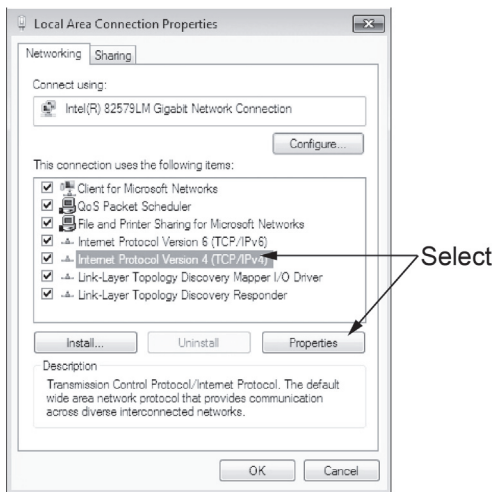 Local Area Connection Properties
Networking Sharing
Connect using:
Intel(R) 82579LM Gigabit Network Connection
Configure...
This connection uses the following items:
Client for Microsoft Networks
QoS Packet Scheduler
File and Printer Sharing for Microsoft Networks
Internet Protocol Version 6 (TCP/IPv6)
Internet Protocol Version 4 (TCP/IPv4)
Link-Layer Topology Discovery Mapper I/O Driver
Link-Layer Topology Discovery Responder
Select
Install... Uninstall Properties
Description
Transmission Control Protocol/Internet Protocol. The default
wide area network protocol that provides communication
across diverse interconnected networks.
OK Cancel